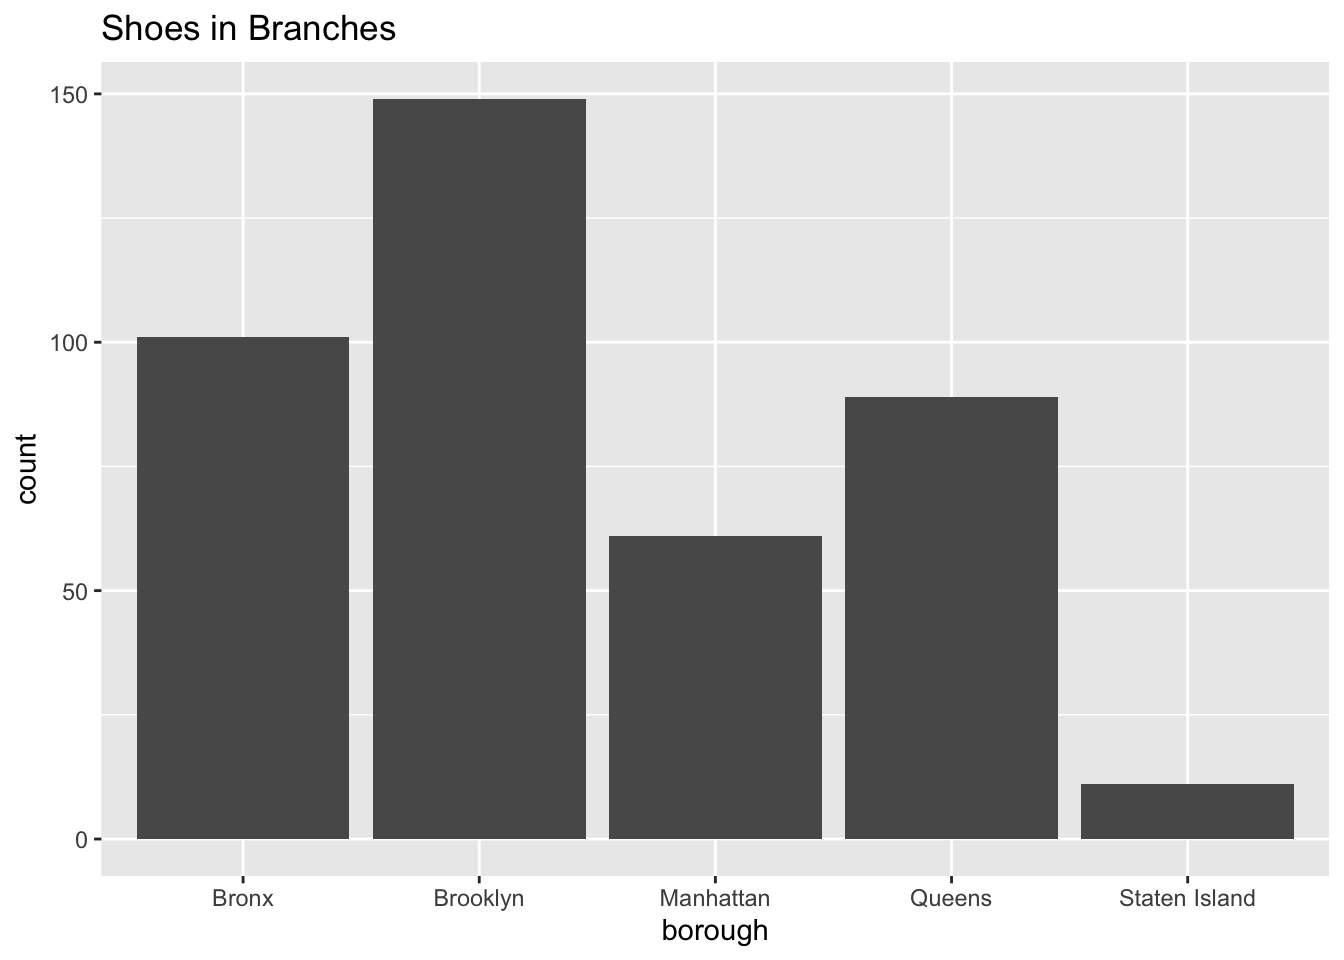 Shoes in Branches
150
100
50
0
count
Bronx Brooklyn Manhattan Queens Staten Island
borough